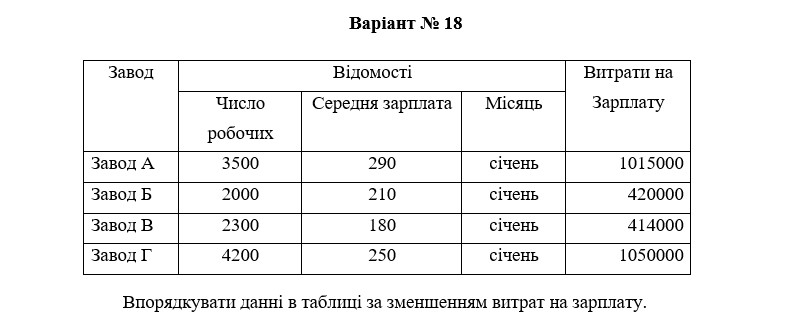 Варіант № 18
Завод Відомості Витрати на Зарплату
Число робочих Середня зарплата Місяць
Завод А 3500 290 січень 1015000
Завод Б 2000 210 січень 420000
Завод В 2300 180 січень 414000
Завод Г 4200 250 січень 1050000
Впорядкувати данні в таблиці за зменшенням витрат на зарплату.